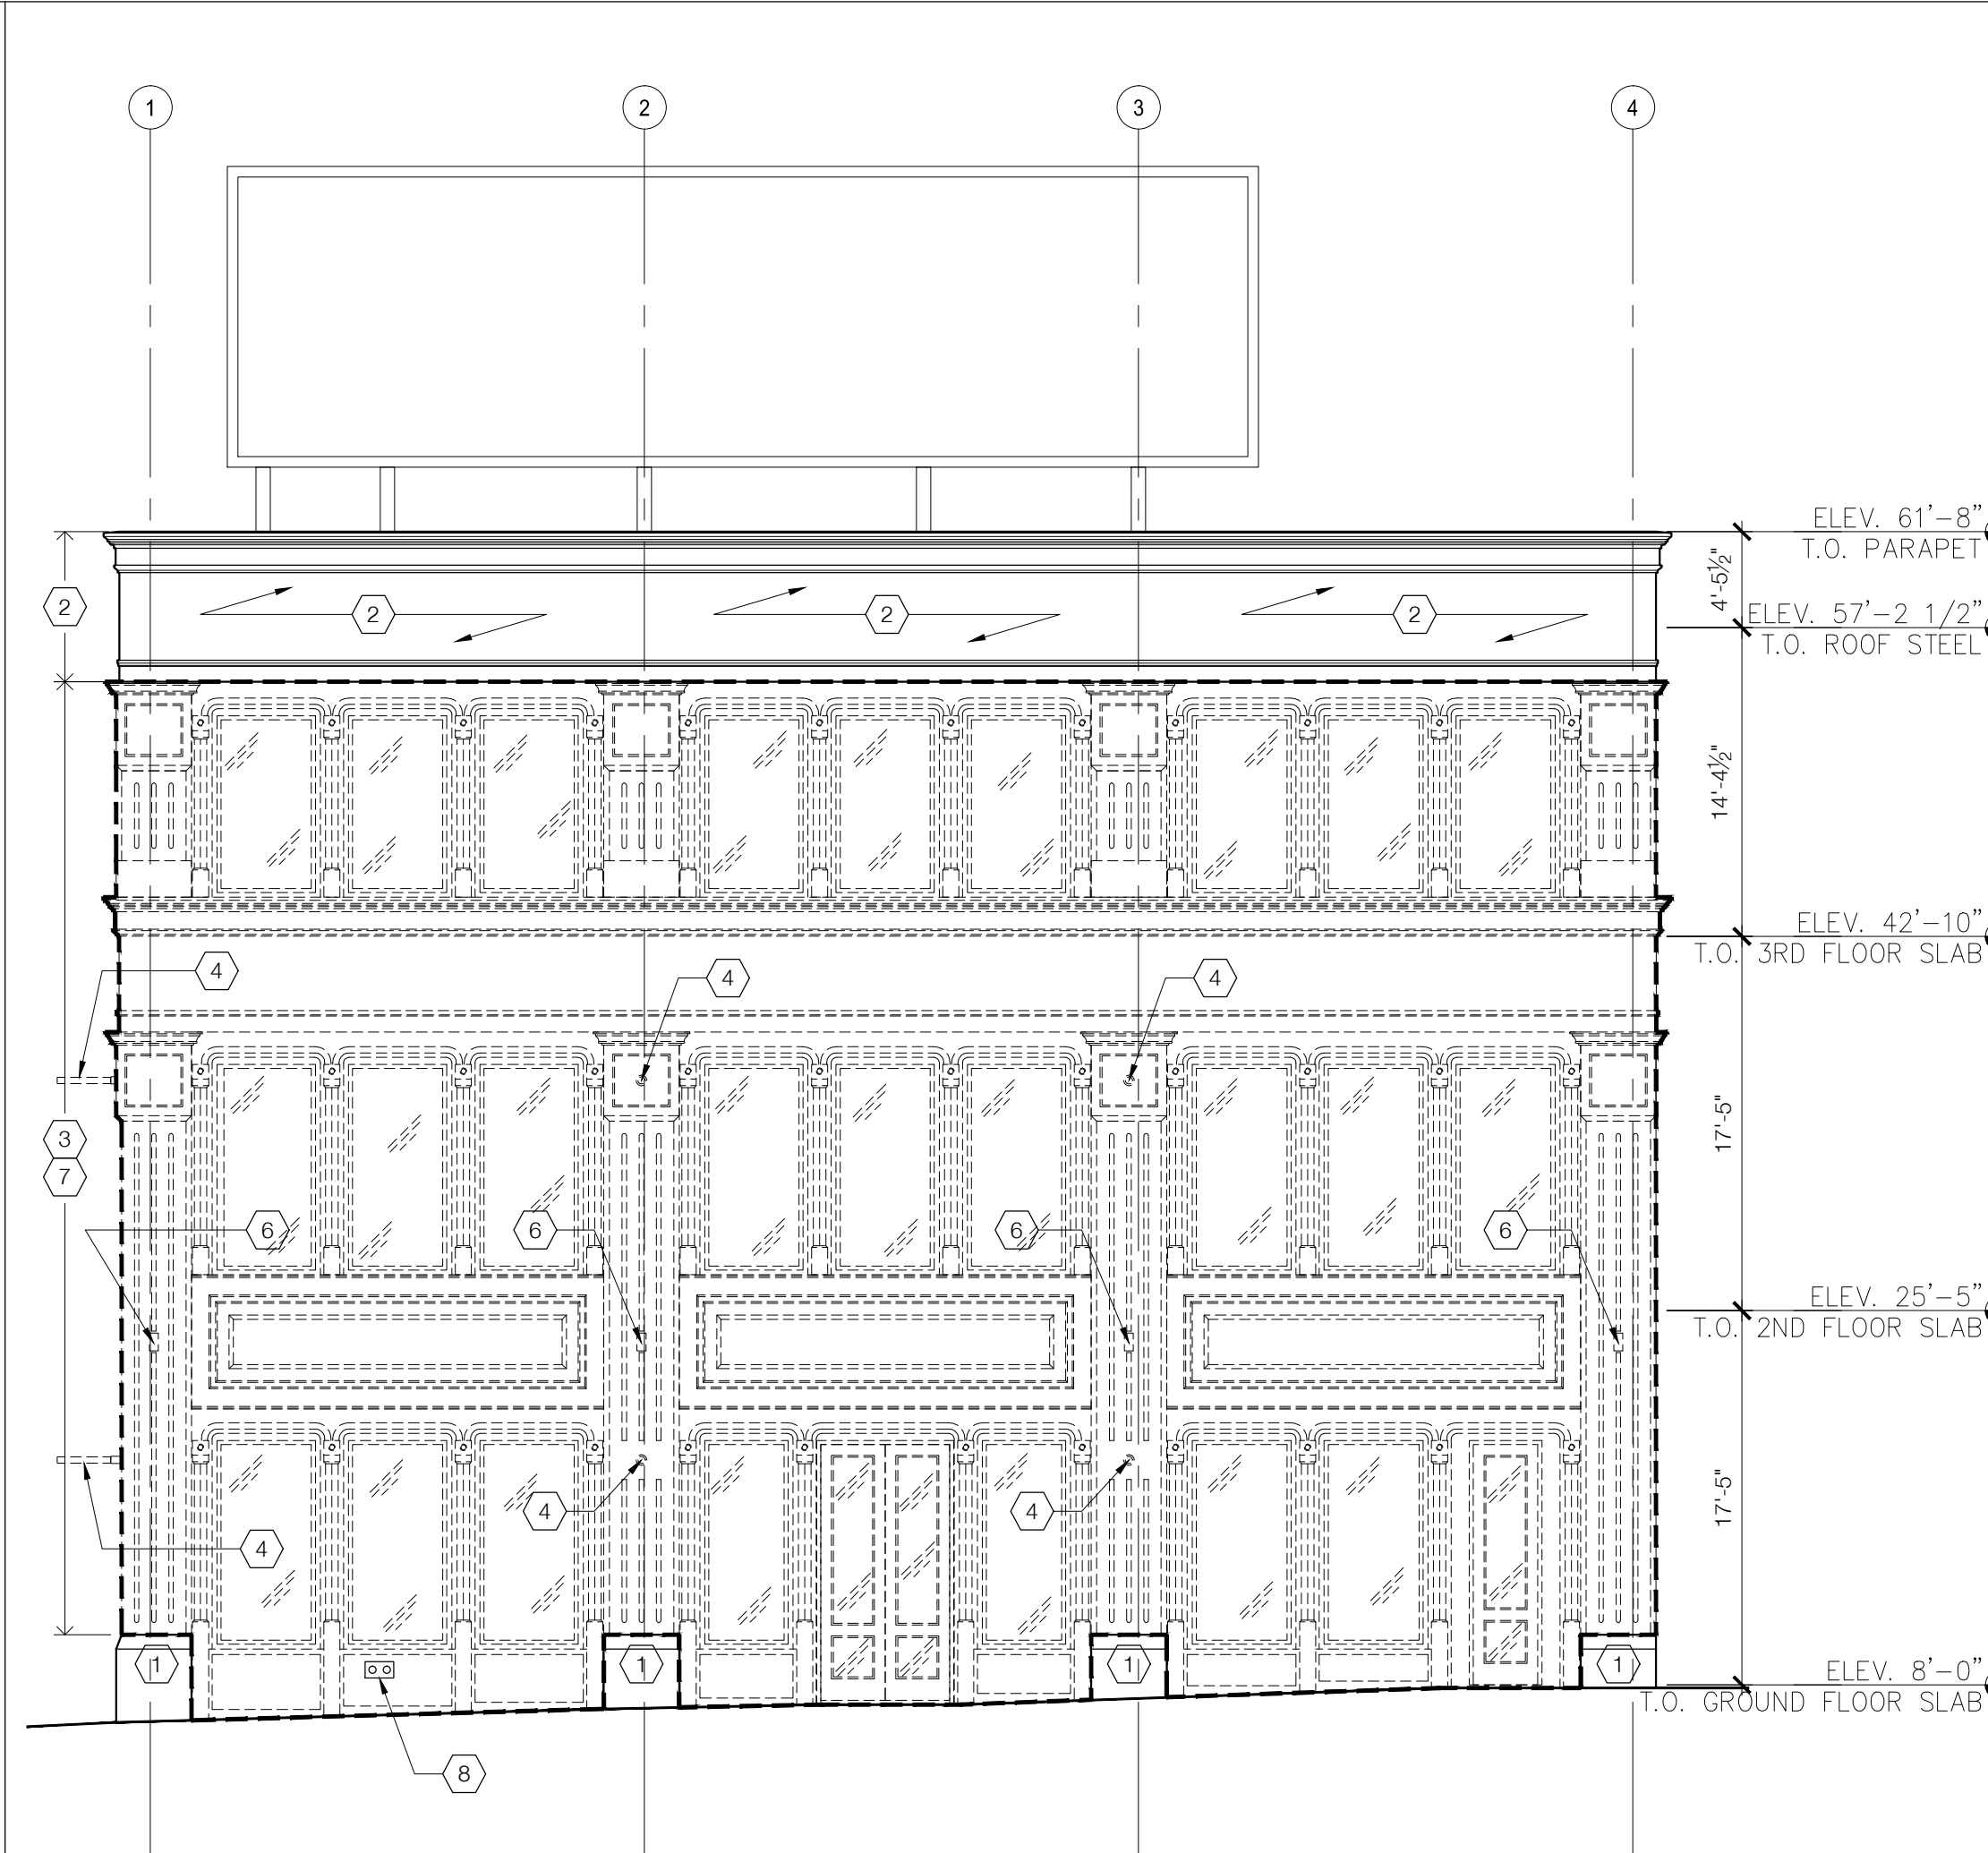 1 2 3 4
ELEV. 61'-8"
T.O. PARAPET
4'-5½"
2 2 2 2
ELEV. 57'-2 1/2"
T.O. ROOF STEEL
14'-4½"
ELEV. 42'-10"
T.O. 3RD FLOOR SLAB
4 4 4
17'-5"
3
7
6 6 6 6
ELEV. 25'-5"
T.O. 2ND FLOOR SLAB
17'-5"
4 4
4
1 1 1 1
ELEV. 8'-0"
T.O. GROUND FLOOR SLAB
8